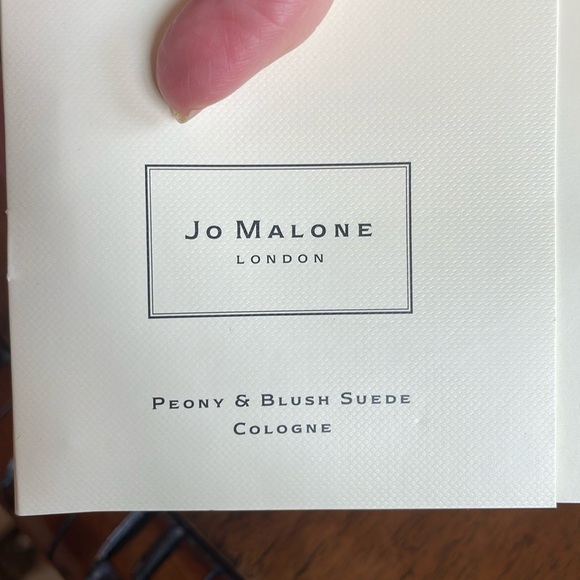 Jo Malone
LONDON
Peony & Blush Suede
Cologne